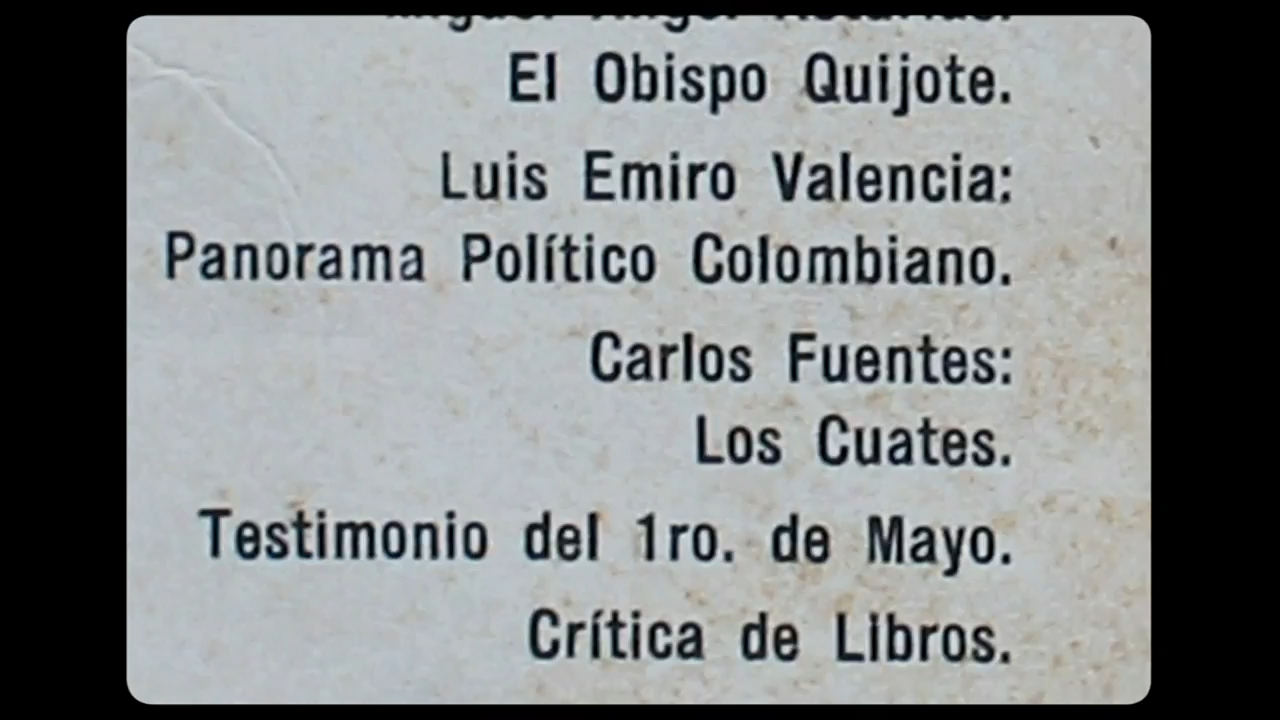 El Obispo Quijote.
Luis Emiro Valencia:
Panorama Político Colombiano.
Carlos Fuentes:
Los Cuates.
Testimonio del 1ro. de Mayo.
Crítica de Libros.